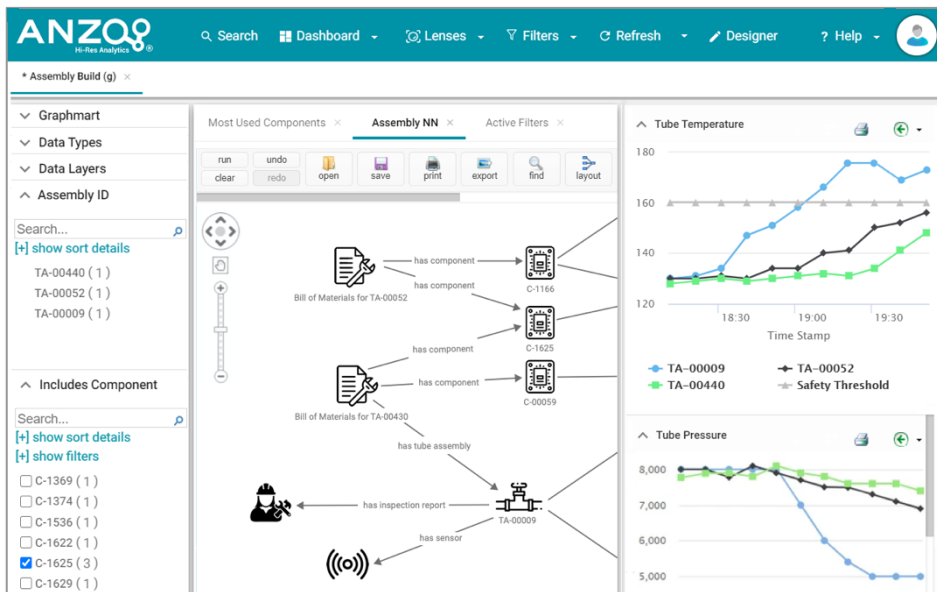 ANZO
Hi-Res Analytics
®
Search
Dashboard
Lenses
Filters
Refresh
Designer
? Help
* Assembly Build (g) ×
Graphmart
Data Types
Data Layers
Assembly ID
Search...
[+] show sort details
TA-00440 ( 1 )
TA-00052 ( 1 )
TA-00009 ( 1 )
Includes Component
Search...
[+] show sort details
[+] show filters
C-1369 ( 1 )
C-1374 ( 1 )
C-1536 ( 1 )
C-1622 ( 1 )
C-1625 ( 3 )
C-1629 ( 1 )
Most Used Components ×
Assembly NN ×
Active Filters ×
run
undo
clear
redo
open
save
print
export
find
layout
has component
has component
Bill of Materials for TA-00052
C-1166
C-1625
has component
has component
C-00059
Bill of Materials for TA-00430
has tube assembly
has inspection report
TA-00009
has sensor
Tube Temperature
180
160
140
120
18:30
19:00
19:30
Time Stamp
TA-00009
TA-00052
TA-00440
Safety Threshold
Tube Pressure
8,000
7,000
6,000
5,000